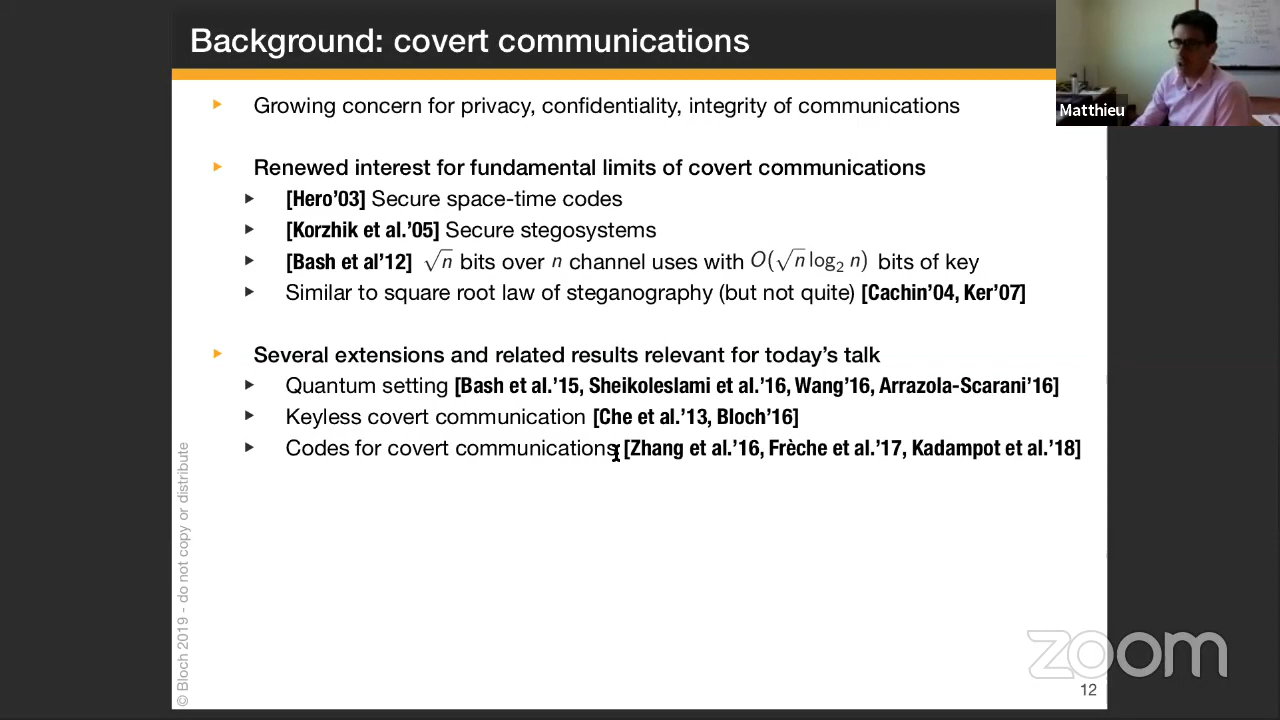 Background: covert communications
Matthieu
Growing concern for privacy, confidentiality, integrity of communications
Renewed interest for fundamental limits of covert communications
[Hero'03] Secure space-time codes
[Korzhik et al.'05] Secure stegosystems
[Bash et al'12] √n bits over n channel uses with O(√n log₂ n) bits of key
Similar to square root law of steganography (but not quite) [Cachin'04, Ker'07]
Several extensions and related results relevant for today's talk
Quantum setting [Bash et al.'15, Sheikoleslami et al.'16, Wang'16, Arrazola-Scarani'16]
Keyless covert communication [Che et al.'13, Bloch'16]
Codes for covert communications [Zhang et al.'16, Frèche et al.'17, Kadampot et al.'18]
© Bloch 2019 - do not copy or distribute
zoom
12